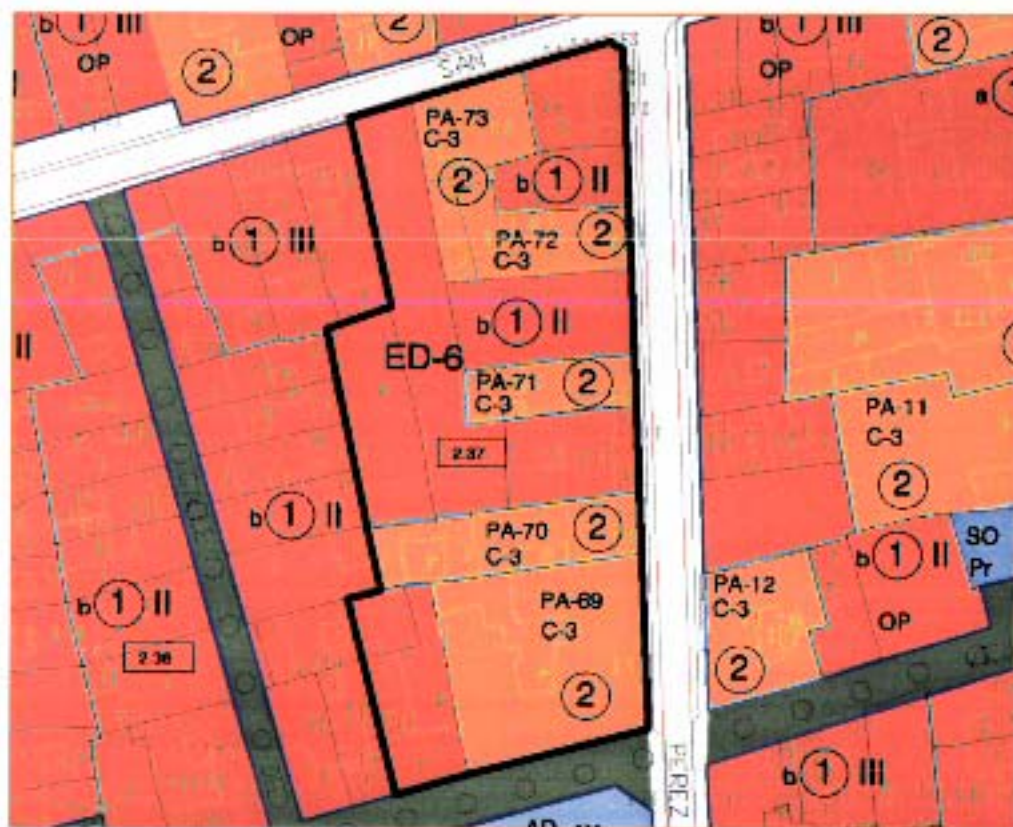 b 1 III
OP
2
OP
2
SAN
b 1 III
OP
2
a
PA-73
C-3
2
b 1 II
PA-72
C-3
2
b 1 III
b 1 II
II
ED-6
PA-71
C-3
2
PA-11
C-3
2
2.37
b 1 II
PA-70
C-3
2
b 1 II
SO
Pr
OP
PA-69
C-3
2
PA-12
C-3
2
b 1 II
2.36
PEREZ
b 1 III